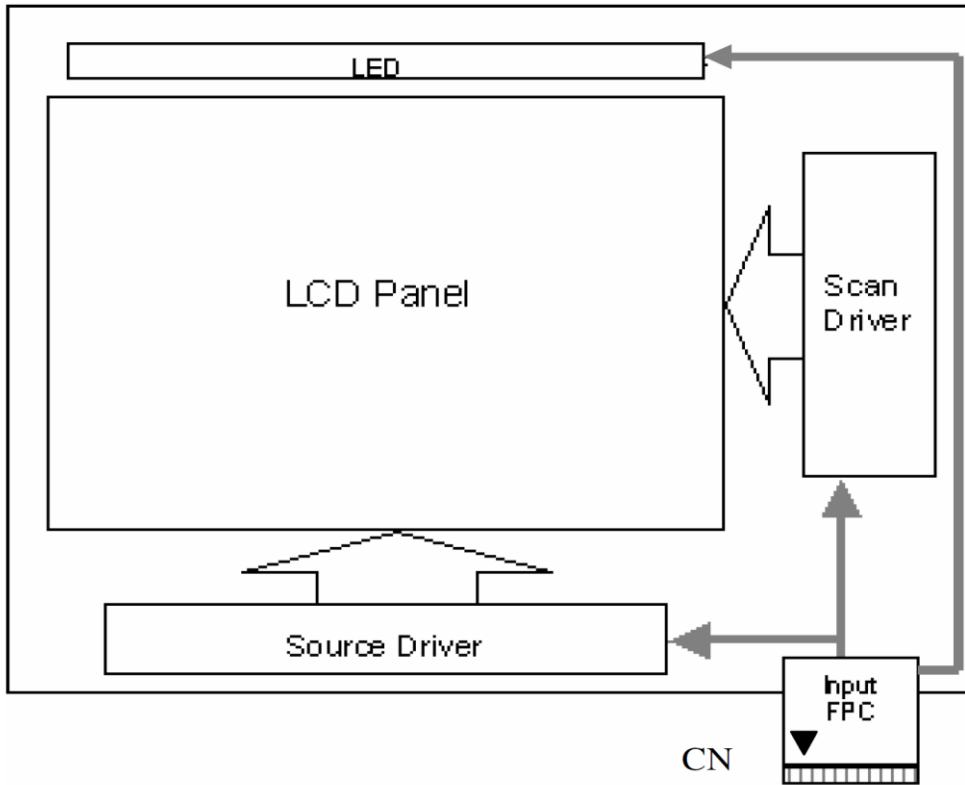 LED
LCD Panel
Scan
Driver
Source Driver
Input
FPC
CN